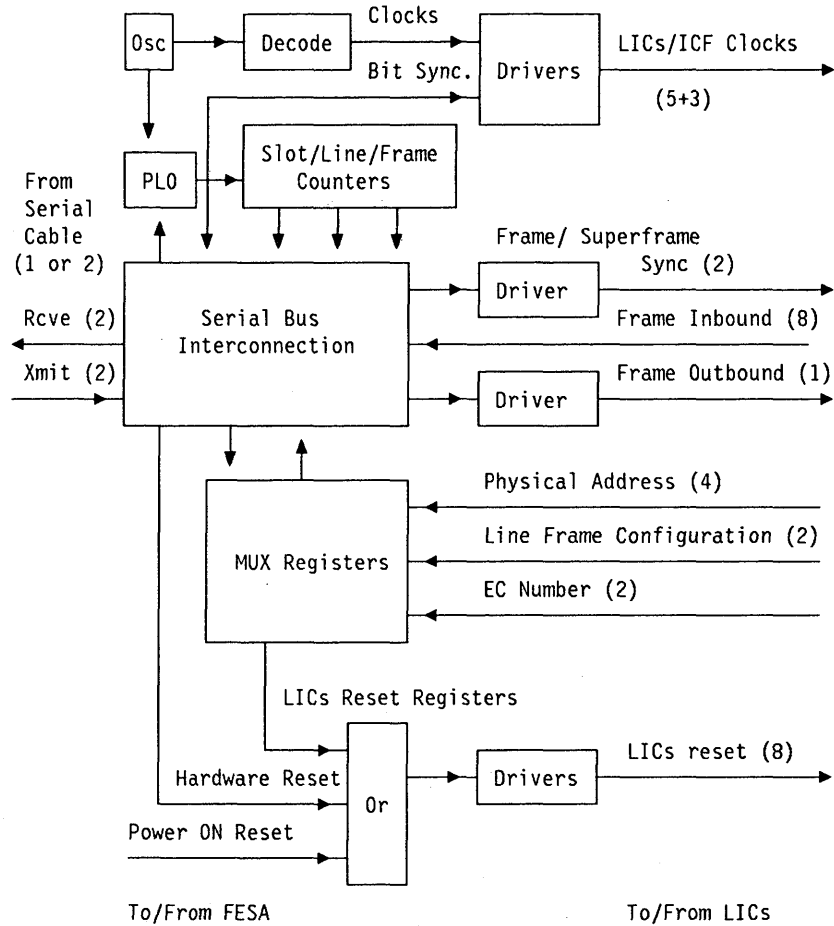 Clocks
Osc
Decode
LICs/ICF Clocks
Bit Sync.
Drivers
(5+3)
Slot/Line/Frame
Counters
PLO
From
Serial
Cable
(1 or 2)
Frame/ Superframe
Sync (2)
Driver
Rcve (2)
Serial Bus
Interconnection
Frame Inbound (8)
Xmit (2)
Frame Outbound (1)
Driver
Physical Address (4)
Line Frame Configuration (2)
MUX Registers
EC Number (2)
LICs Reset Registers
LICs reset (8)
Hardware Reset
Drivers
Or
Power ON Reset
To/From FESA
To/From LICs